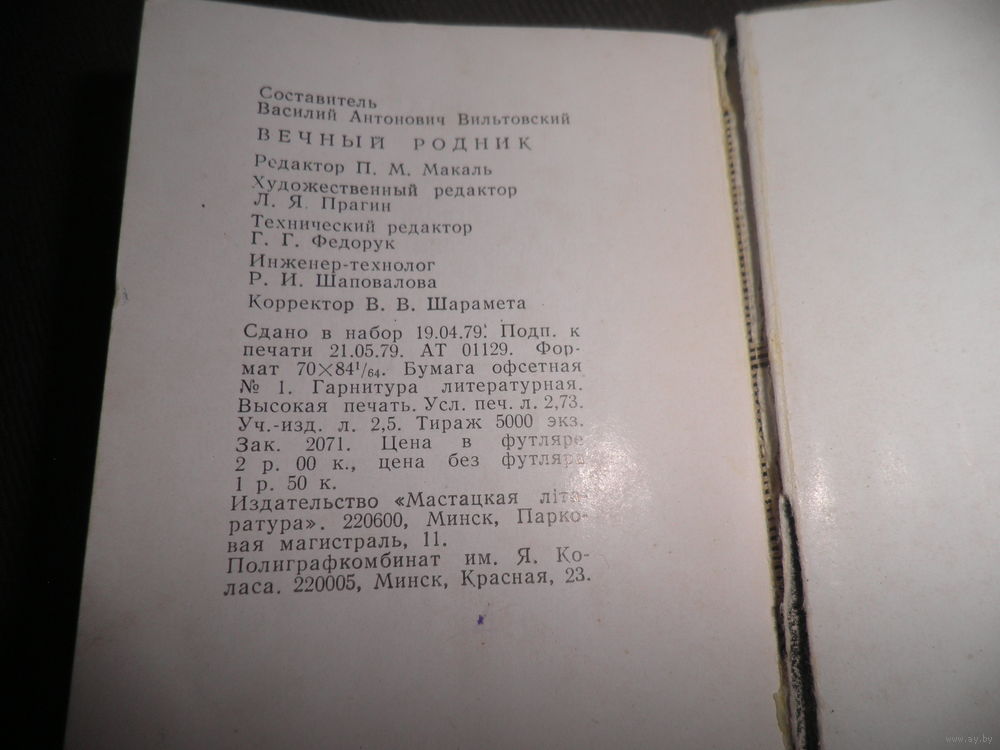 Составитель
Василий Антонович Вильтовский
ВЕЧНЫЙ РОДНИК
Редактор П. М. Макаль
Художественный редактор
Л. Я. Прагин
Технический редактор
Г. Г. Федорук
Инженер-технолог
Р. И. Шаповалова
Корректор В. В. Шарамета
Сдано в набор 19.04.79. Подп. к
печати 21.05.79. АТ 01129. Фор-
мат 70×84¹/₆₄. Бумага офсетная
№ 1. Гарнитура литературная.
Высокая печать. Усл. печ. л. 2,73.
Уч.-изд. л. 2,5. Тираж 5000 экз.
Зак. 2071. Цена в футляре
2 р. 00 к., цена без футляра
1 р. 50 к.
Издательство «Мастацкая літа-
ратура». 220600, Минск, Парко-
вая магистраль, 11.
Полиграфкомбинат им. Я. Ко-
ласа. 220005, Минск, Красная, 23.
www.ay.by